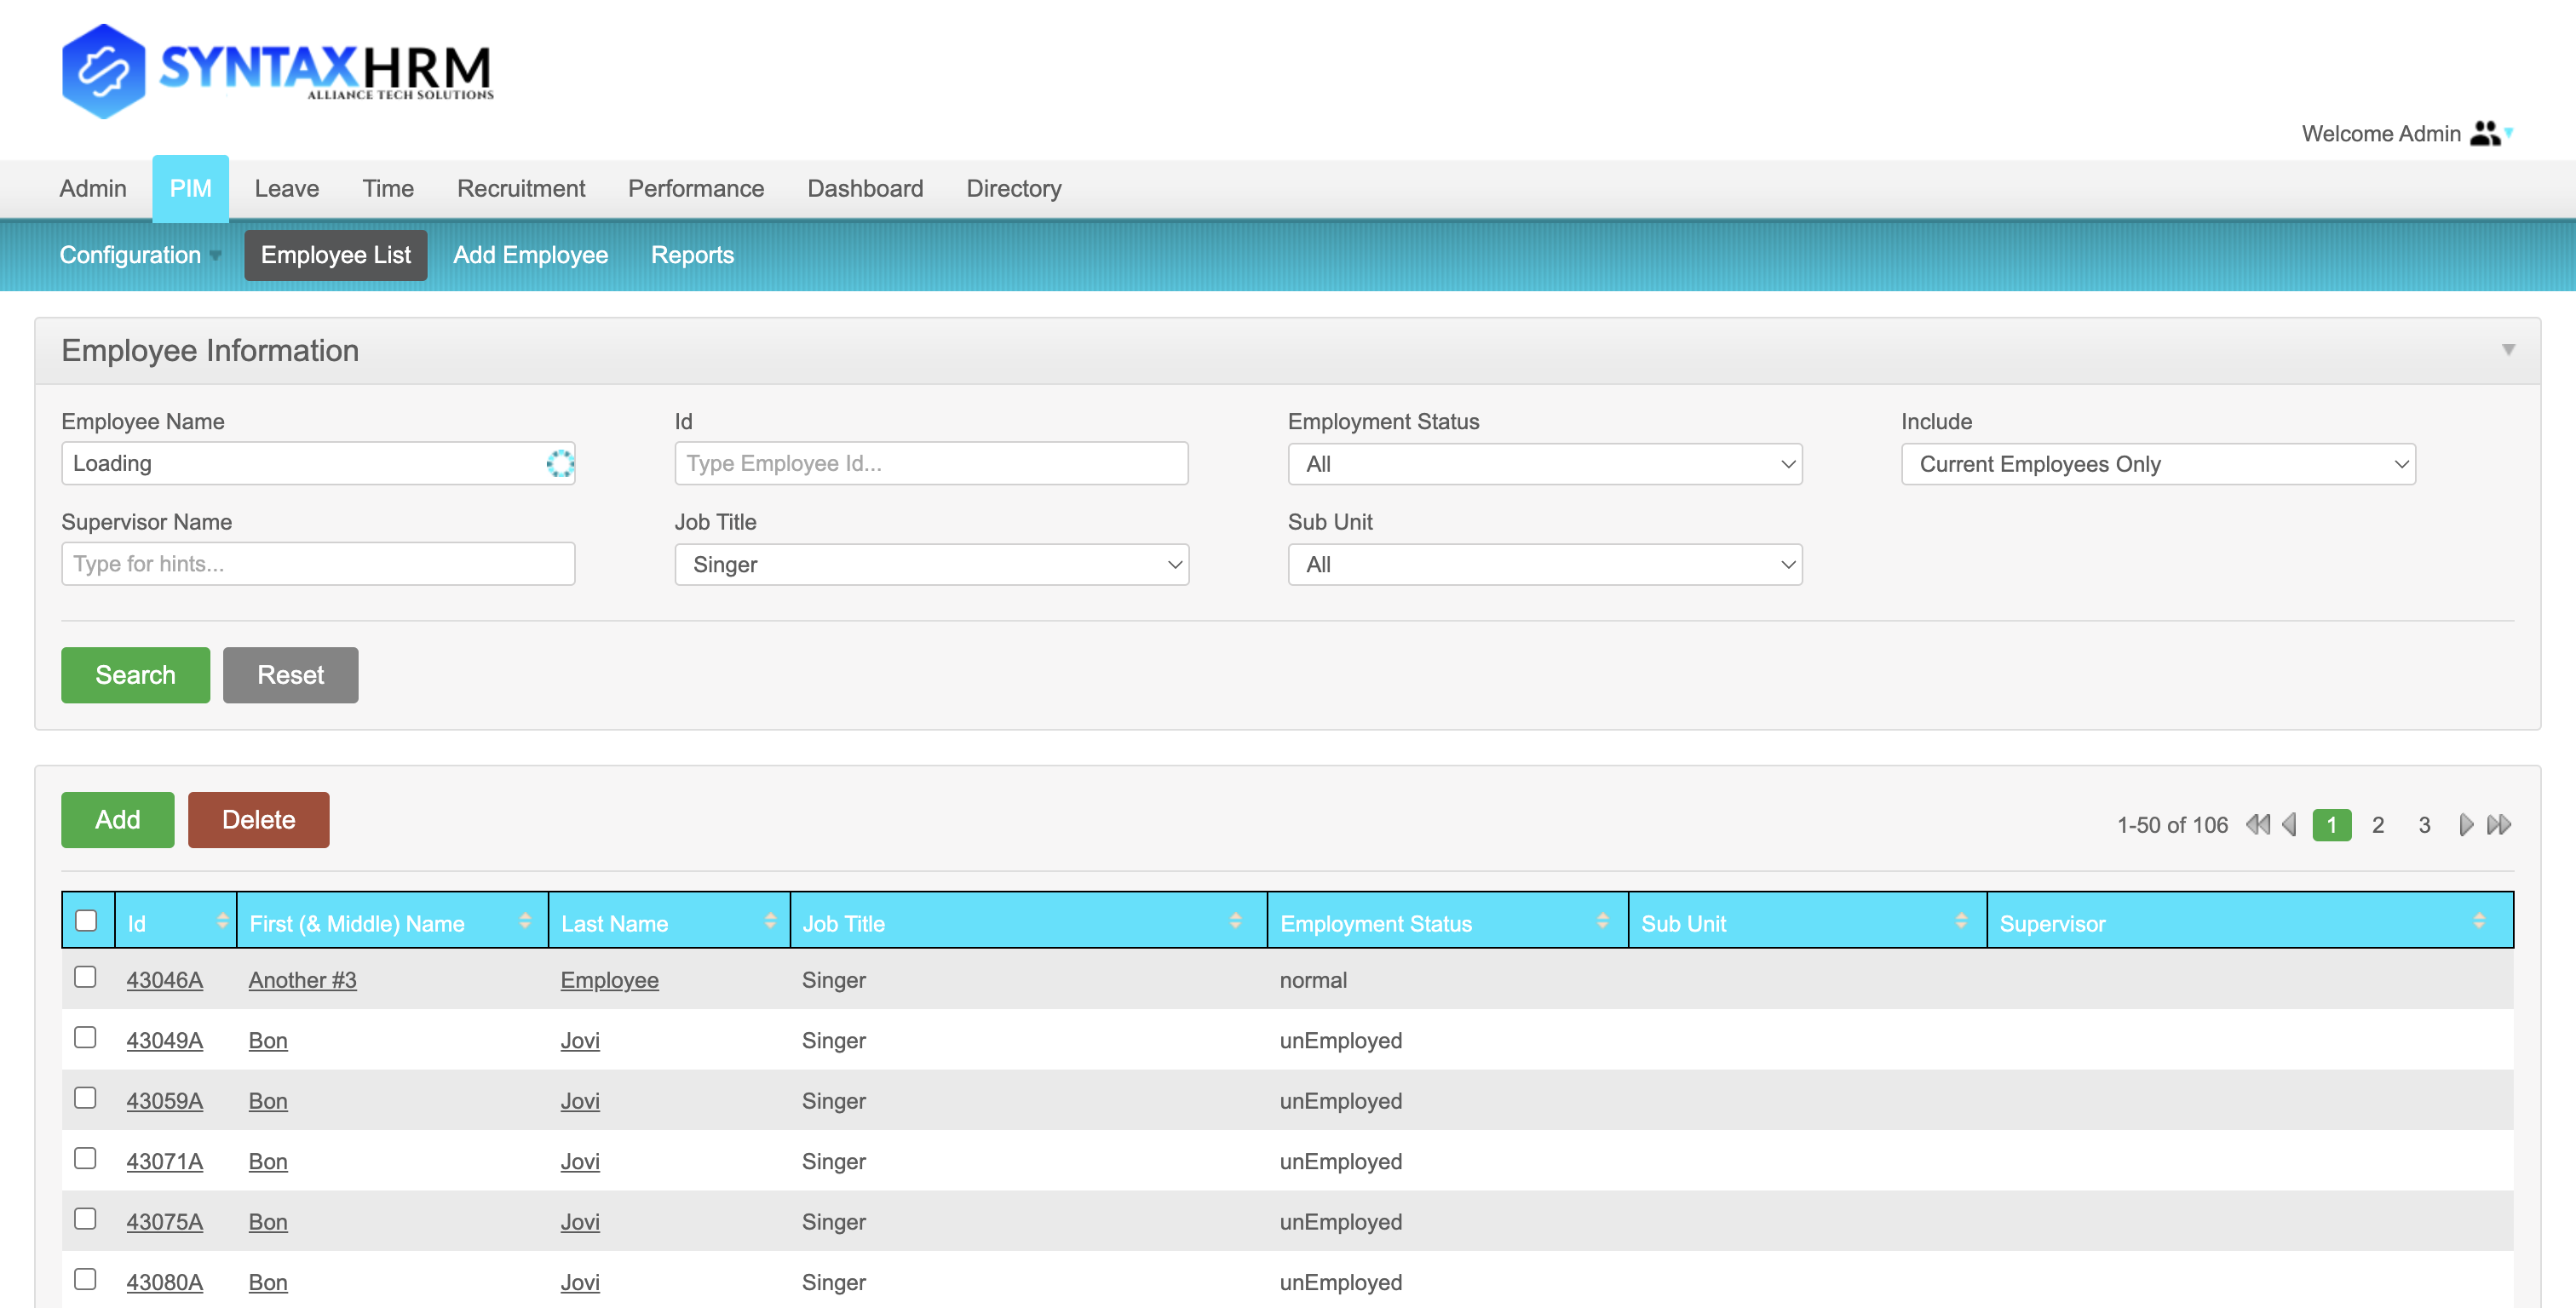 SYNTAXHRM
ALLIANCE TECH SOLUTIONS
Welcome Admin
Admin PIM Leave Time Recruitment Performance Dashboard Directory
Configuration Employee List Add Employee Reports
Employee Information
Employee Name Id Employment Status Include
Loading Type Employee Id... All Current Employees Only
Supervisor Name Job Title Sub Unit
Type for hints... Singer All
Search Reset
Add Delete 1-50 of 106 1 2 3
Id First (& Middle) Name Last Name Job Title Employment Status Sub Unit Supervisor
43046A Another #3 Employee Singer normal
43049A Bon Jovi Singer unEmployed
43059A Bon Jovi Singer unEmployed
43071A Bon Jovi Singer unEmployed
43075A Bon Jovi Singer unEmployed
43080A Bon Jovi Singer unEmployed